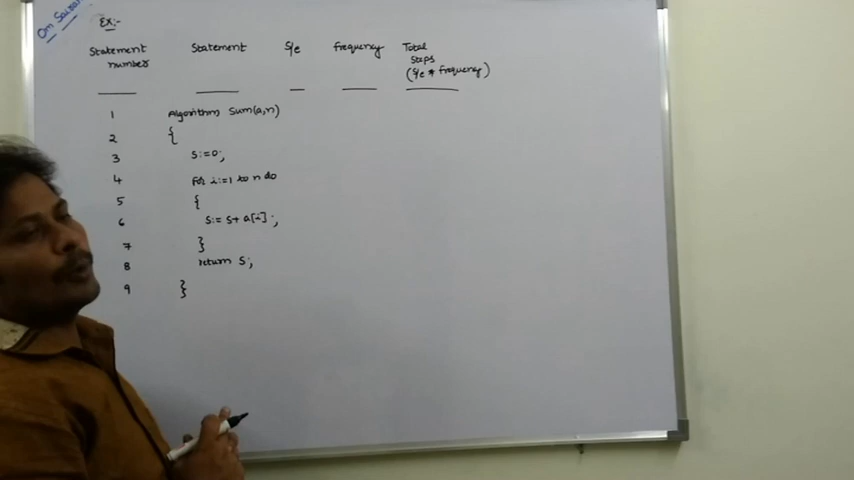 Om Sairam
Ex:-
Statement number
Statement
S/e
frequency
Total Steps
(S/e * frequency)
1 Algorithm Sum(a,n)
2 {
3 S:=0;
4 for i:=1 to n do
5 {
6 S:= S+ a[i];
7 }
8 return S;
9 }